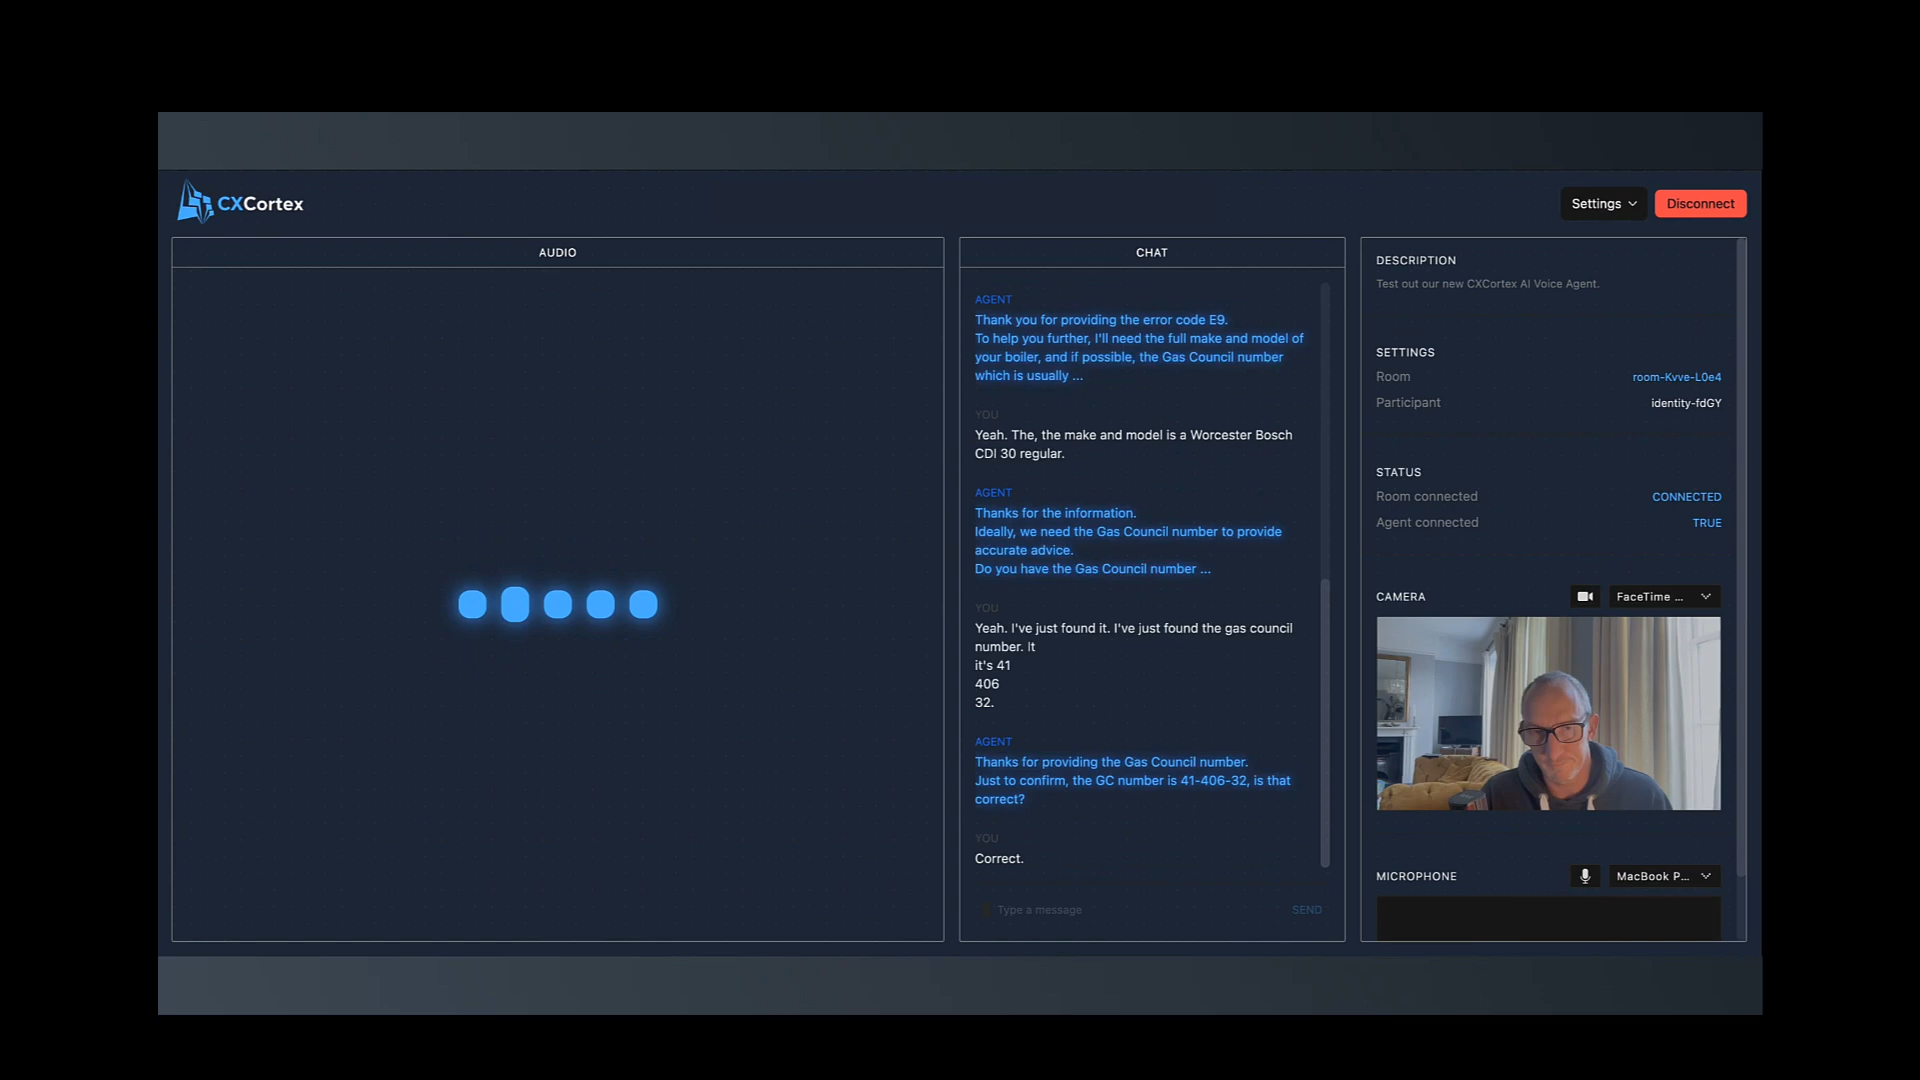 CXCortex
Settings
Disconnect
AUDIO
CHAT
AGENT
Thank you for providing the error code E9.
To help you further, I'll need the full make and model of
your boiler, and if possible, the Gas Council number
which is usually ...
YOU
Yeah. The, the make and model is a Worcester Bosch
CDI 30 regular.
AGENT
Thanks for the information.
Ideally, we need the Gas Council number to provide
accurate advice.
Do you have the Gas Council number ...
YOU
Yeah. I've just found it. I've just found the gas council
number. It
it's 41
406
32.
AGENT
Thanks for providing the Gas Council number.
Just to confirm, the GC number is 41-406-32, is that
correct?
YOU
Correct.
Type a message
SEND
DESCRIPTION
Test out our new CXCortex AI Voice Agent.
SETTINGS
Room
room-Kvve-L0e4
Participant
identity-fdGY
STATUS
Room connected
CONNECTED
Agent connected
TRUE
CAMERA
FaceTime ...
MICROPHONE
MacBook P...